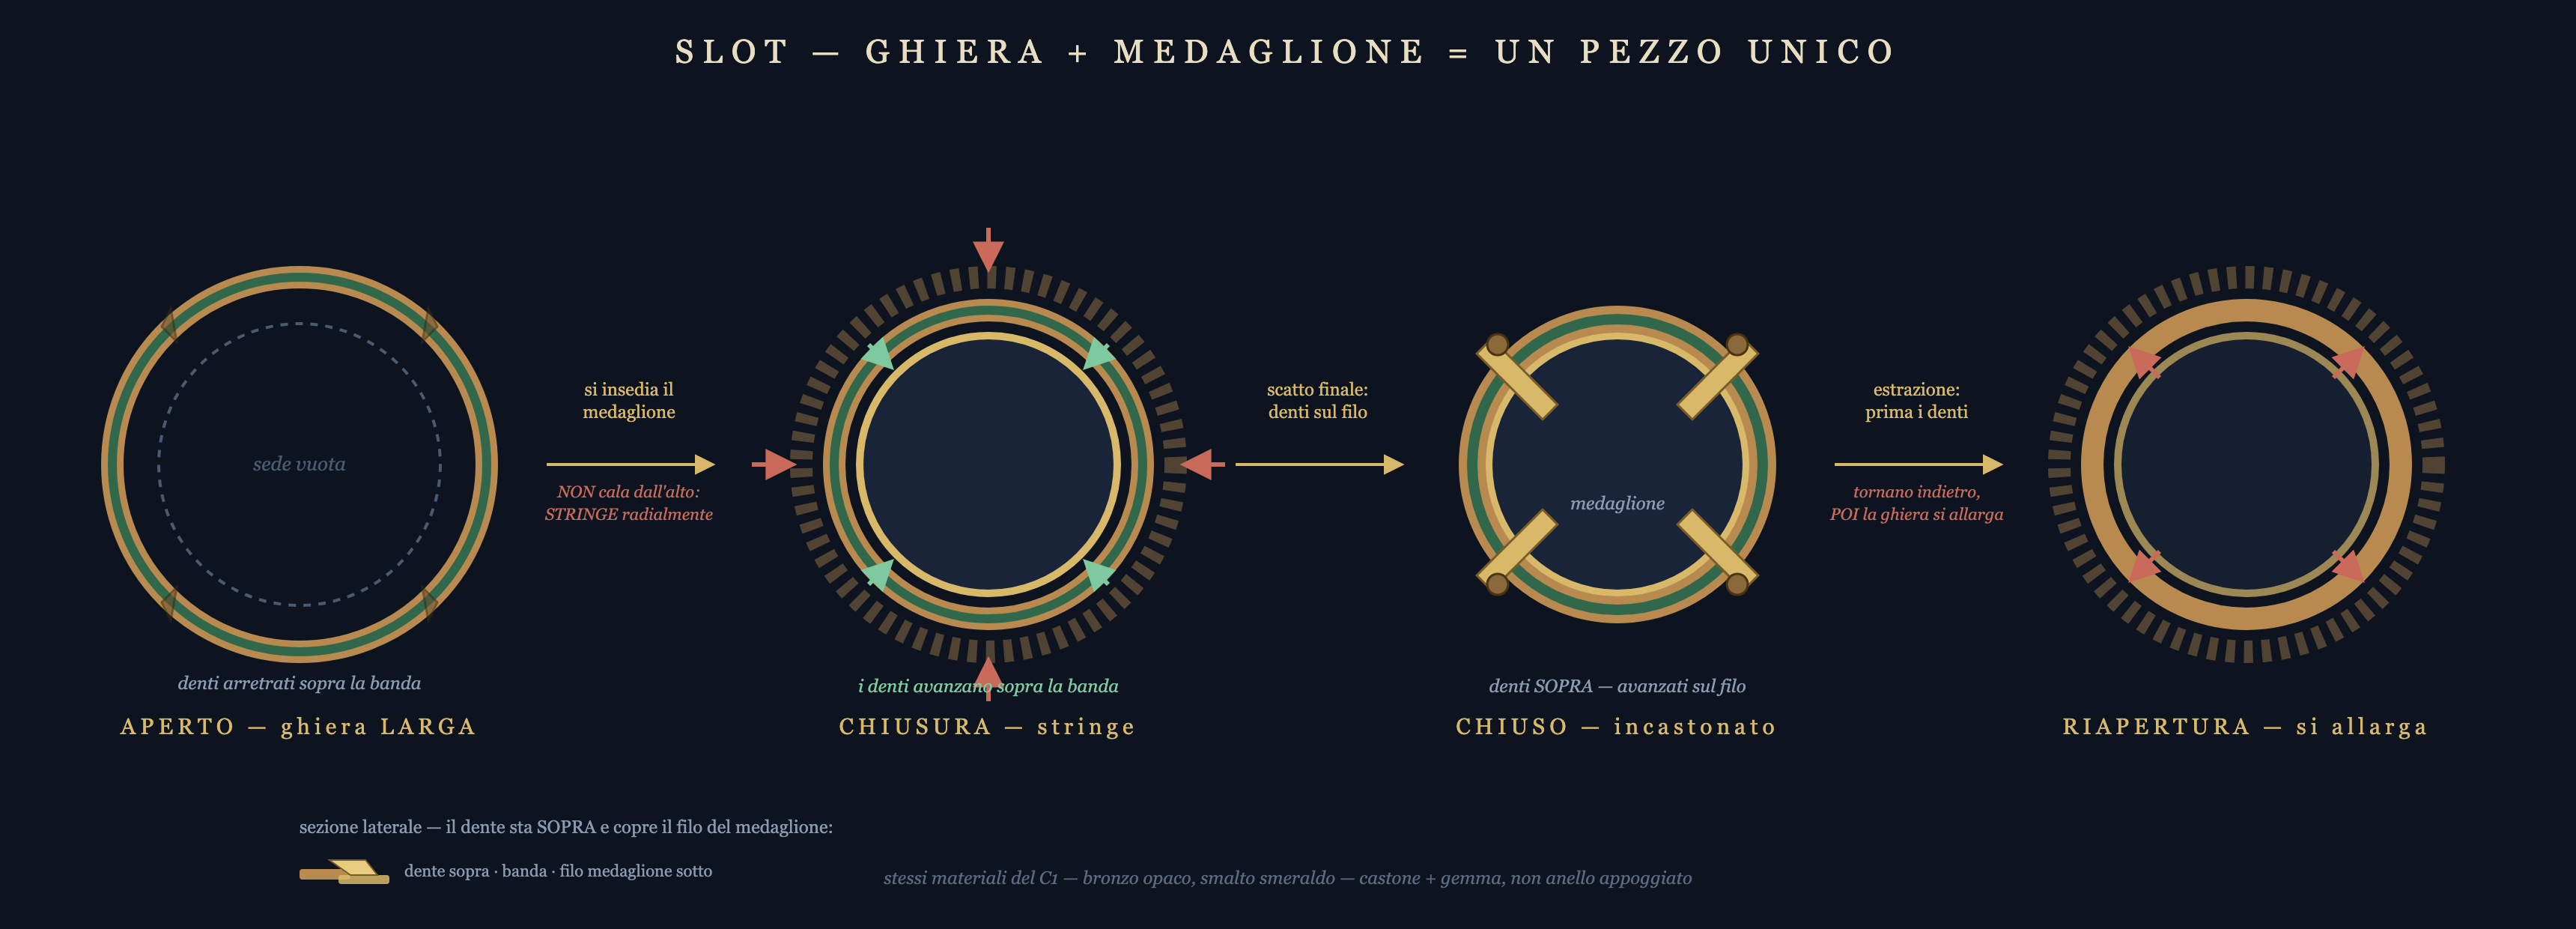 SLOT — GHIERA + MEDAGLIONE = UN PEZZO UNICO
sede vuota
denti arretrati sopra la banda
APERTO — ghiera LARGA
si insedia il
medaglione
NON cala dall'alto:
STRINGE radialmente
i denti avanzano sopra la banda
CHIUSURA — stringe
scatto finale:
denti sul filo
medaglione
denti SOPRA — avanzati sul filo
CHIUSO — incastonato
estrazione:
prima i denti
tornano indietro,
POI la ghiera si allarga
RIAPERTURA — si allarga
sezione laterale — il dente sta SOPRA e copre il filo del medaglione:
dente sopra · banda · filo medaglione sotto
stessi materiali del C1 — bronzo opaco, smalto smeraldo — castone + gemma, non anello appoggiato